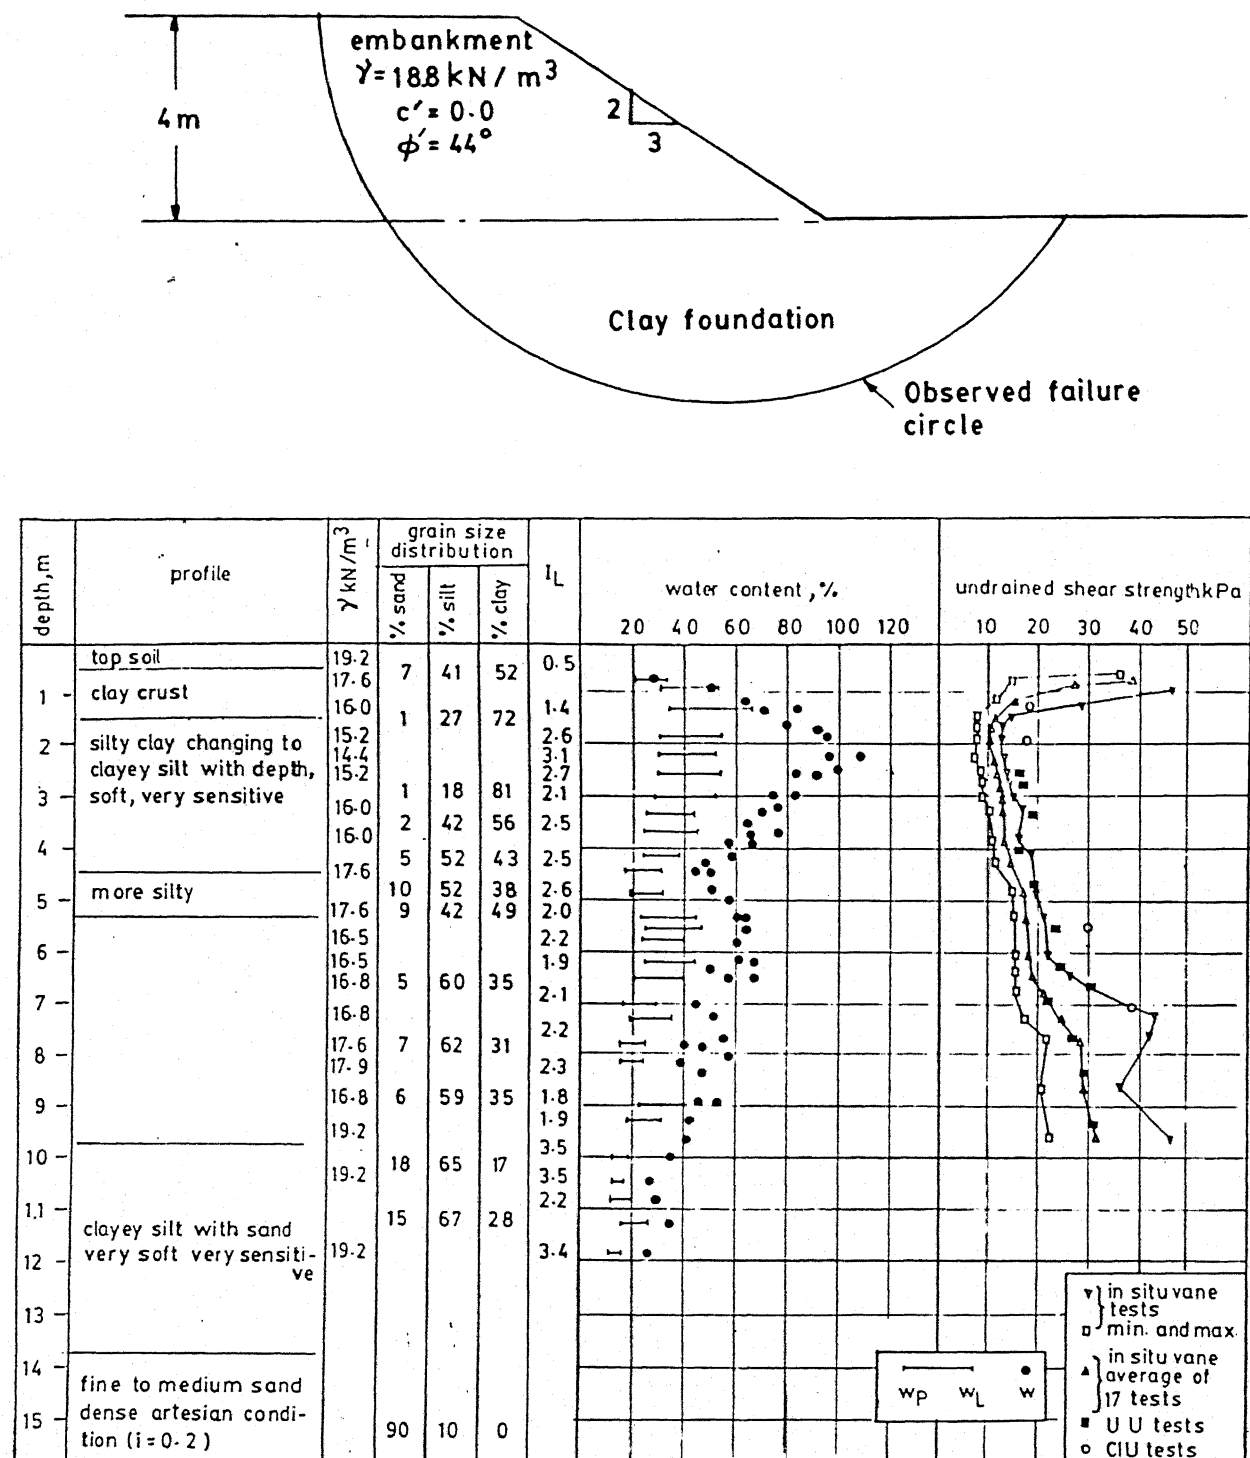 embankment
γ=18.8 kN/m³
c′=0.0
ϕ′=44°
4m
2
3
Clay foundation
Observed failure
circle
depth,m
profile
γ kN/m³
grain size
distribution
% sand
% silt
% clay
I_L
water content,%
20 40 60 80 100 120
undrained shear strength kPa
10 20 30 40 50
top soil
19.2
0.5
17.6
7 41 52
1
clay crust
16.0
1.4
1 27 72
2
silty clay changing to
clayey silt with depth,
soft, very sensitive
15.2
2.6
14.4
3.1
15.2
2.7
1 18 81
2.1
3
16.0
2 42 56
2.5
16.0
4
5 52 43
2.5
17.6
more silty
10 52 38
2.6
5
17.6
9 42 49
2.0
16.5
2.2
6
16.5
1.9
16.8
5 60 35
2.1
7
16.8
2.2
17.6
7 62 31
8
17.9
2.3
16.8
6 59 35
1.8
9
1.9
19.2
3.5
10
18 65 17
19.2
3.5
2.2
11
15 67 28
clayey silt with sand
very soft very sensiti-
ve
12
19.2
3.4
13
14
fine to medium sand
dense artesian condi-
tion (i=0.2)
15
90 10 0
w_P w_L w
in situ vane
tests
min. and max
in situ vane
average of
17 tests
UU tests
CIU tests